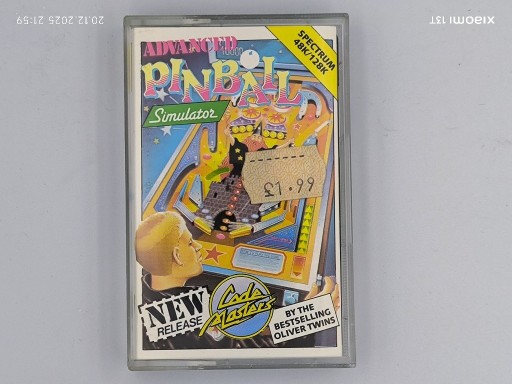 20.12.2025 21:59
XIAOMI 13T
ADVANCED
PINBALL
Simulator
SPECTRUM
48K/128K
£1.99
NEW
RELEASE
Code
Masters
BY THE
BESTSELLING
OLIVER TWINS